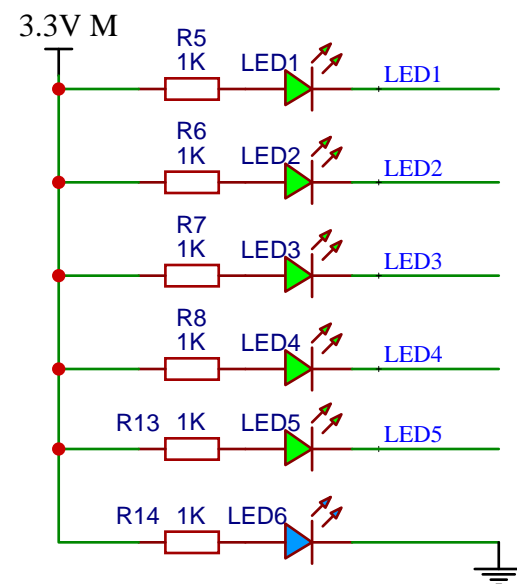 3.3V M
R5
1K LED1 LED1
R6
1K LED2 LED2
R7
1K LED3 LED3
R8
1K LED4 LED4
R13 1K LED5 LED5
R14 1K LED6